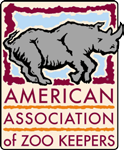 AMERICAN
ASSOCIATION
of ZOO KEEPERS